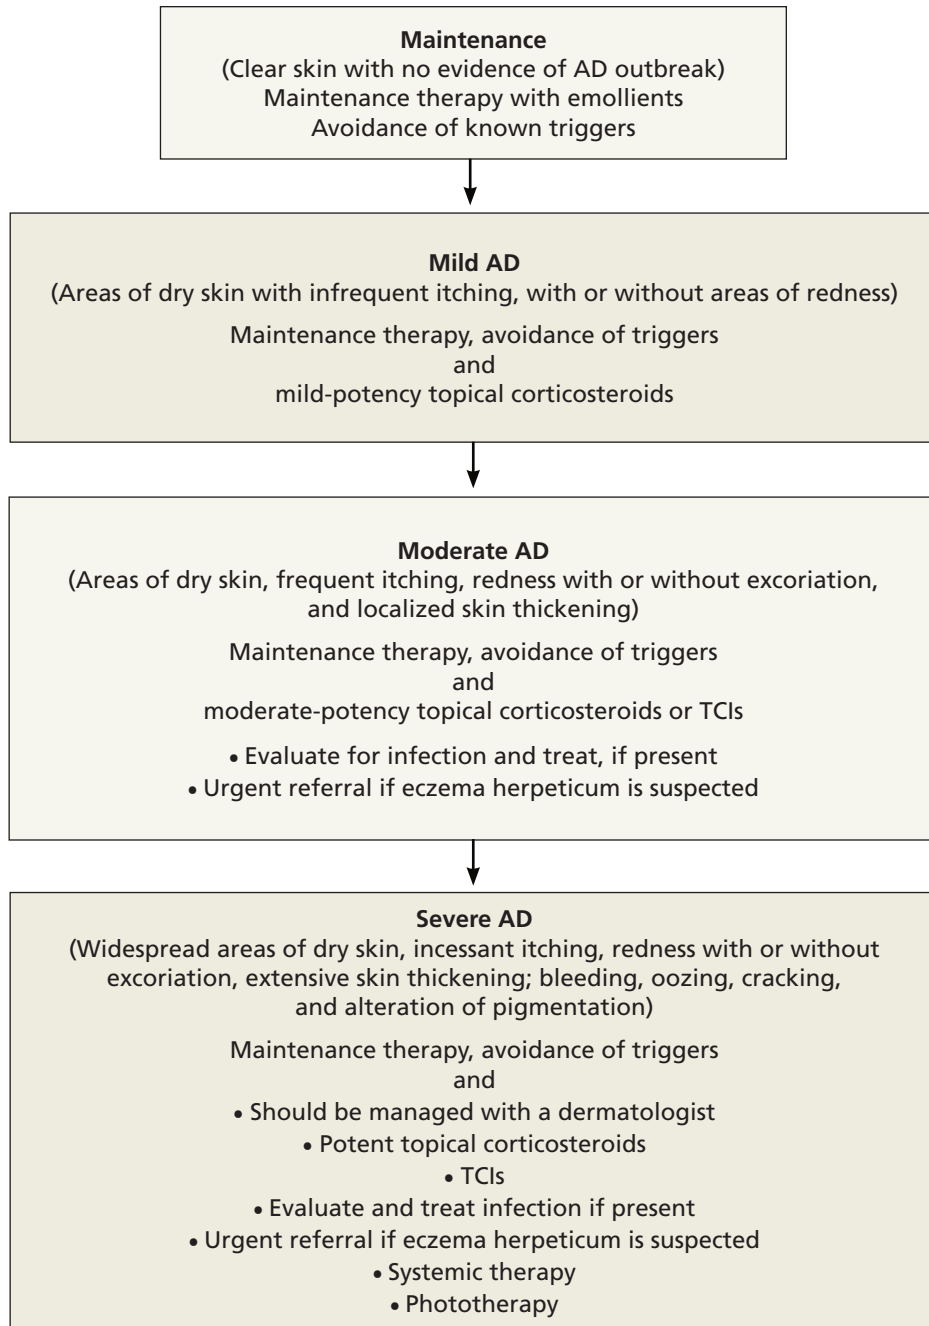 Maintenance
(Clear skin with no evidence of AD outbreak)
Maintenance therapy with emollients
Avoidance of known triggers
Mild AD
(Areas of dry skin with infrequent itching, with or without areas of redness)
Maintenance therapy, avoidance of triggers
and
mild-potency topical corticosteroids
Moderate AD
(Areas of dry skin, frequent itching, redness with or without excoriation,
and localized skin thickening)
Maintenance therapy, avoidance of triggers
and
moderate-potency topical corticosteroids or TCIs
• Evaluate for infection and treat, if present
• Urgent referral if eczema herpeticum is suspected
Severe AD
(Widespread areas of dry skin, incessant itching, redness with or without
excoriation, extensive skin thickening; bleeding, oozing, cracking,
and alteration of pigmentation)
Maintenance therapy, avoidance of triggers
and
• Should be managed with a dermatologist
• Potent topical corticosteroids
• TCIs
• Evaluate and treat infection if present
• Urgent referral if eczema herpeticum is suspected
• Systemic therapy
• Phototherapy